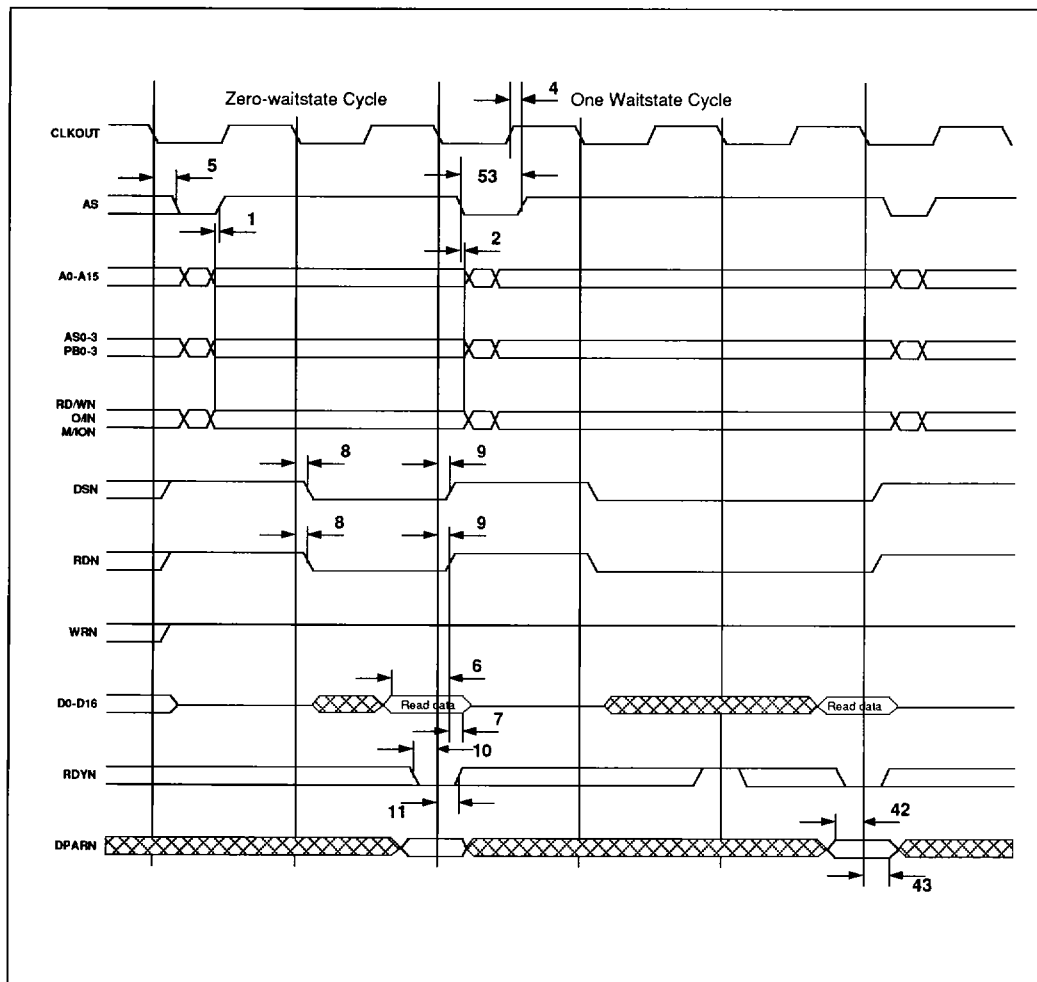 4
Zero-waitstate Cycle
One Waitstate Cycle
CLKOUT
5
53
AS
1
2
A0-A15
AS0-3
PB0-3
RD/WN
O/IN
M/ION
8
9
DSN
8
9
RDN
WRN
6
D0-D16
Read data
Read data
7
10
RDYN
11
42
DPARN
43